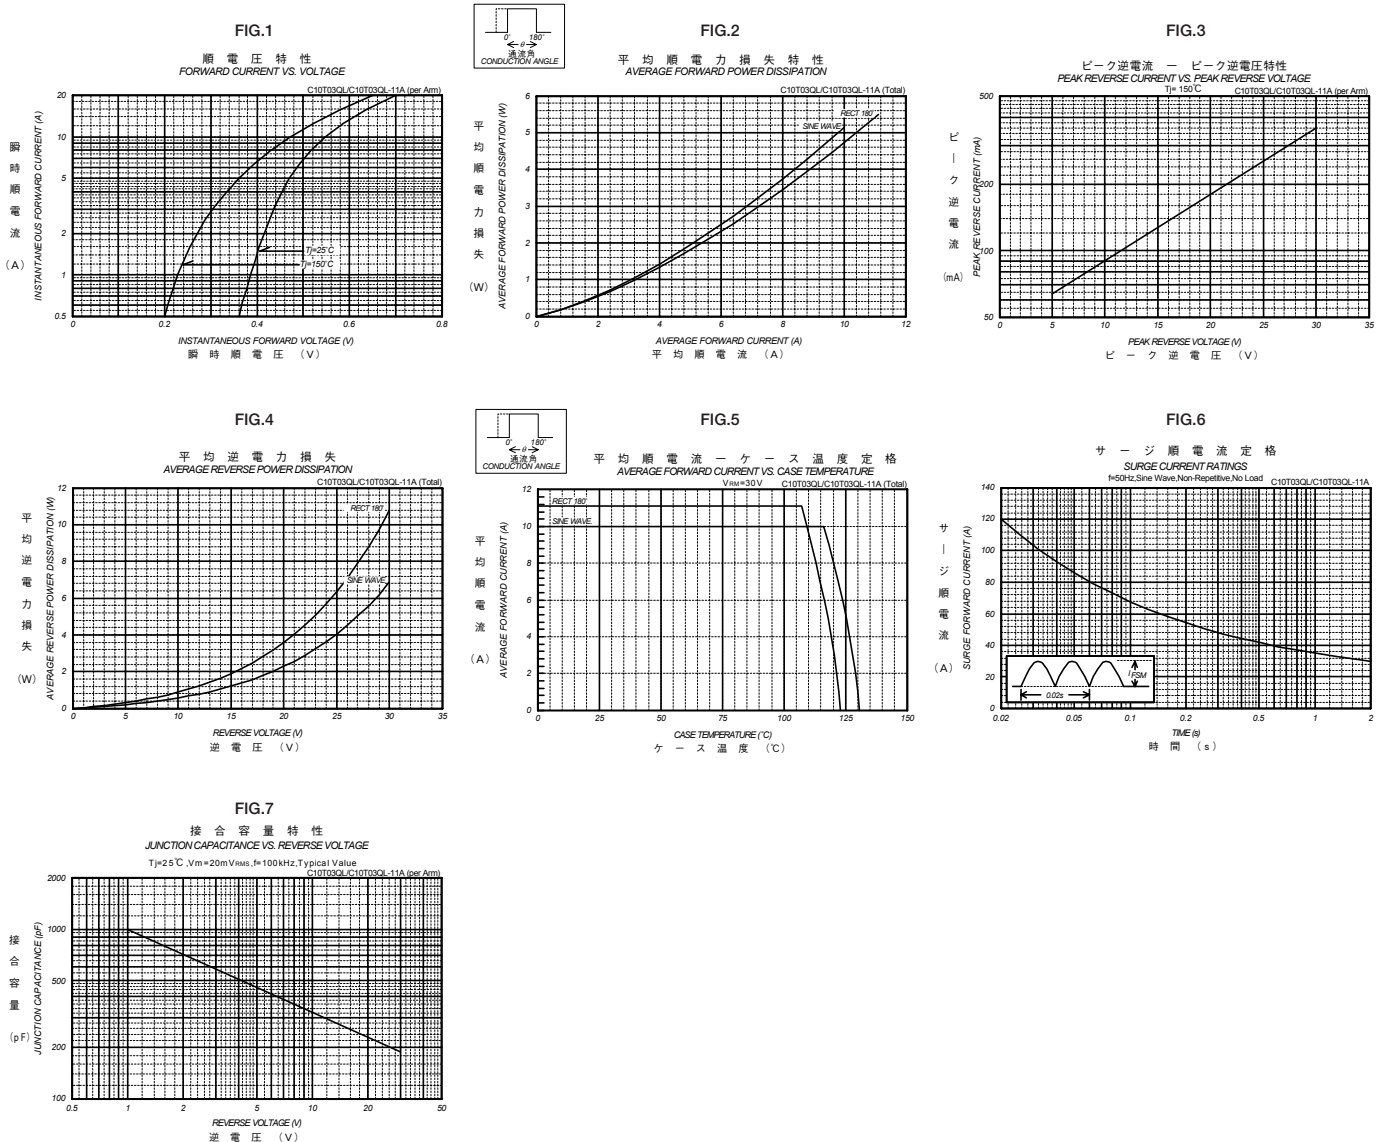 FIG.1
順電圧特性
FORWARD CURRENT VS. VOLTAGE
C10T03QL/C10T03QL-11A (per Arm)
瞬時順電流 (A)
INSTANTANEOUS FORWARD CURRENT (A)
20
10
5
2
1
0.5
Tj=25℃
Tj=150℃
0 0.2 0.4 0.6 0.8
INSTANTANEOUS FORWARD VOLTAGE (V)
瞬時順電圧 (V)
0° 180°
θ
通流角
CONDUCTION ANGLE
FIG.2
平均順電力損失特性
AVERAGE FORWARD POWER DISSIPATION
C10T03QL/C10T03QL-11A (Total)
平均順電力損失 (W)
AVERAGE FORWARD POWER DISSIPATION (W)
6
5
4
3
2
1
0
RECT 180°
SINE WAVE
0 2 4 6 8 10 12
AVERAGE FORWARD CURRENT (A)
平均順電流 (A)
FIG.3
ピーク逆電流 ー ピーク逆電圧特性
PEAK REVERSE CURRENT VS. PEAK REVERSE VOLTAGE
Tj= 150℃
C10T03QL/C10T03QL-11A (per Arm)
ピーク逆電流 (mA)
PEAK REVERSE CURRENT (mA)
500
200
100
50
0 5 10 15 20 25 30 35
PEAK REVERSE VOLTAGE (V)
ピーク逆電圧 (V)
FIG.4
平均逆電力損失
AVERAGE REVERSE POWER DISSIPATION
C10T03QL/C10T03QL-11A (Total)
平均逆電力損失 (W)
AVERAGE REVERSE POWER DISSIPATION (W)
12
10
8
6
4
2
0
RECT 180°
SINE WAVE
0 5 10 15 20 25 30 35
REVERSE VOLTAGE (V)
逆電圧 (V)
0° 180°
θ
通流角
CONDUCTION ANGLE
FIG.5
平均順電流ーケース温度定格
AVERAGE FORWARD CURRENT VS. CASE TEMPERATURE
VRM=30V
C10T03QL/C10T03QL-11A (Total)
平均順電流 (A)
AVERAGE FORWARD CURRENT (A)
12
10
8
6
4
2
0
RECT 180°
SINE WAVE
0 25 50 75 100 125 150
CASE TEMPERATURE (°C)
ケース温度 (℃)
FIG.6
サージ順電流定格
SURGE CURRENT RATINGS
f=50Hz,Sine Wave,Non-Repetitive,No Load
C10T03QL/C10T03QL-11A
サージ順電流 (A)
SURGE FORWARD CURRENT (A)
140
120
100
80
60
40
20
0
IFSM
0.02s
0.02 0.05 0.1 0.2 0.5 1 2
TIME (s)
時間 (s)
FIG.7
接合容量特性
JUNCTION CAPACITANCE VS. REVERSE VOLTAGE
Tj=25℃,Vm=20mVRMS,f=100kHz,Typical Value
C10T03QL/C10T03QL-11A (per Arm)
接合容量 (pF)
JUNCTION CAPACITANCE (pF)
2000
1000
500
200
100
0.5 1 2 5 10 20 50
REVERSE VOLTAGE (V)
逆電圧 (V)